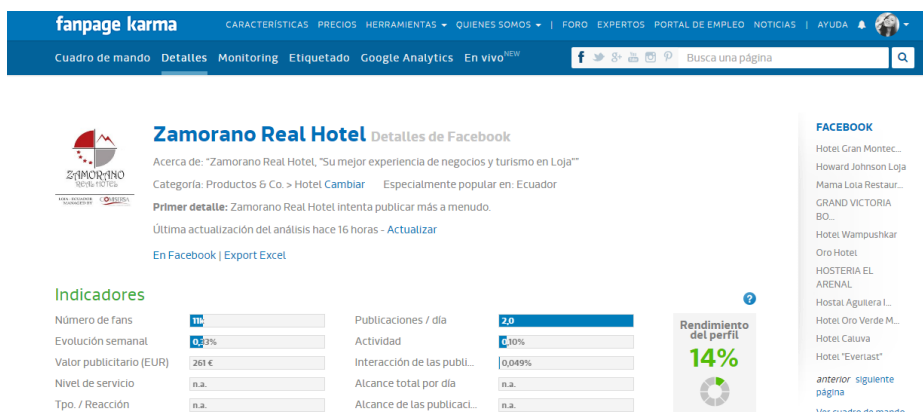 fanpage karma
CARACTERÍSTICAS PRECIOS HERRAMIENTAS QUIENES SOMOS | FORO EXPERTOS PORTAL DE EMPLEO NOTICIAS | AYUDA
Cuadro de mando Detalles Monitoring Etiquetado Google Analytics En vivo NEW
Busca una página
ZAMORANO
REAL HOTEL
Zamorano Real Hotel Detalles de Facebook
Acerca de: "Zamorano Real Hotel, "Su mejor experiencia de negocios y turismo en Loja""
Categoría: Productos & Co. > Hotel Cambiar Especialmente popular en: Ecuador
Primer detalle: Zamorano Real Hotel intenta publicar más a menudo.
Última actualización del análisis hace 16 horas - Actualizar
En Facebook | Export Excel
Indicadores
Número de fans 11k
Evolución semanal 0,33%
Valor publicitario (EUR) 261 €
Nivel de servicio n.a.
Tpo. / Reacción n.a.
Publicaciones / día 2,0
Actividad 0,10%
Interacción de las publi... 0,049%
Alcance total por día n.a.
Alcance de las publicaci... n.a.
Rendimiento
del perfil
14%
FACEBOOK
Hotel Gran Montec...
Howard Johnson Loja
Mama Lola Restaur...
GRAND VICTORIA
BO...
Hotel Wampushkar
Oro Hotel
HOSTERIA EL
ARENAL
Hostal Aguilera I...
Hotel Oro Verde M...
Hotel Caluva
Hotel "Everlast"
anterior siguiente
página
Ver cuadro de mando